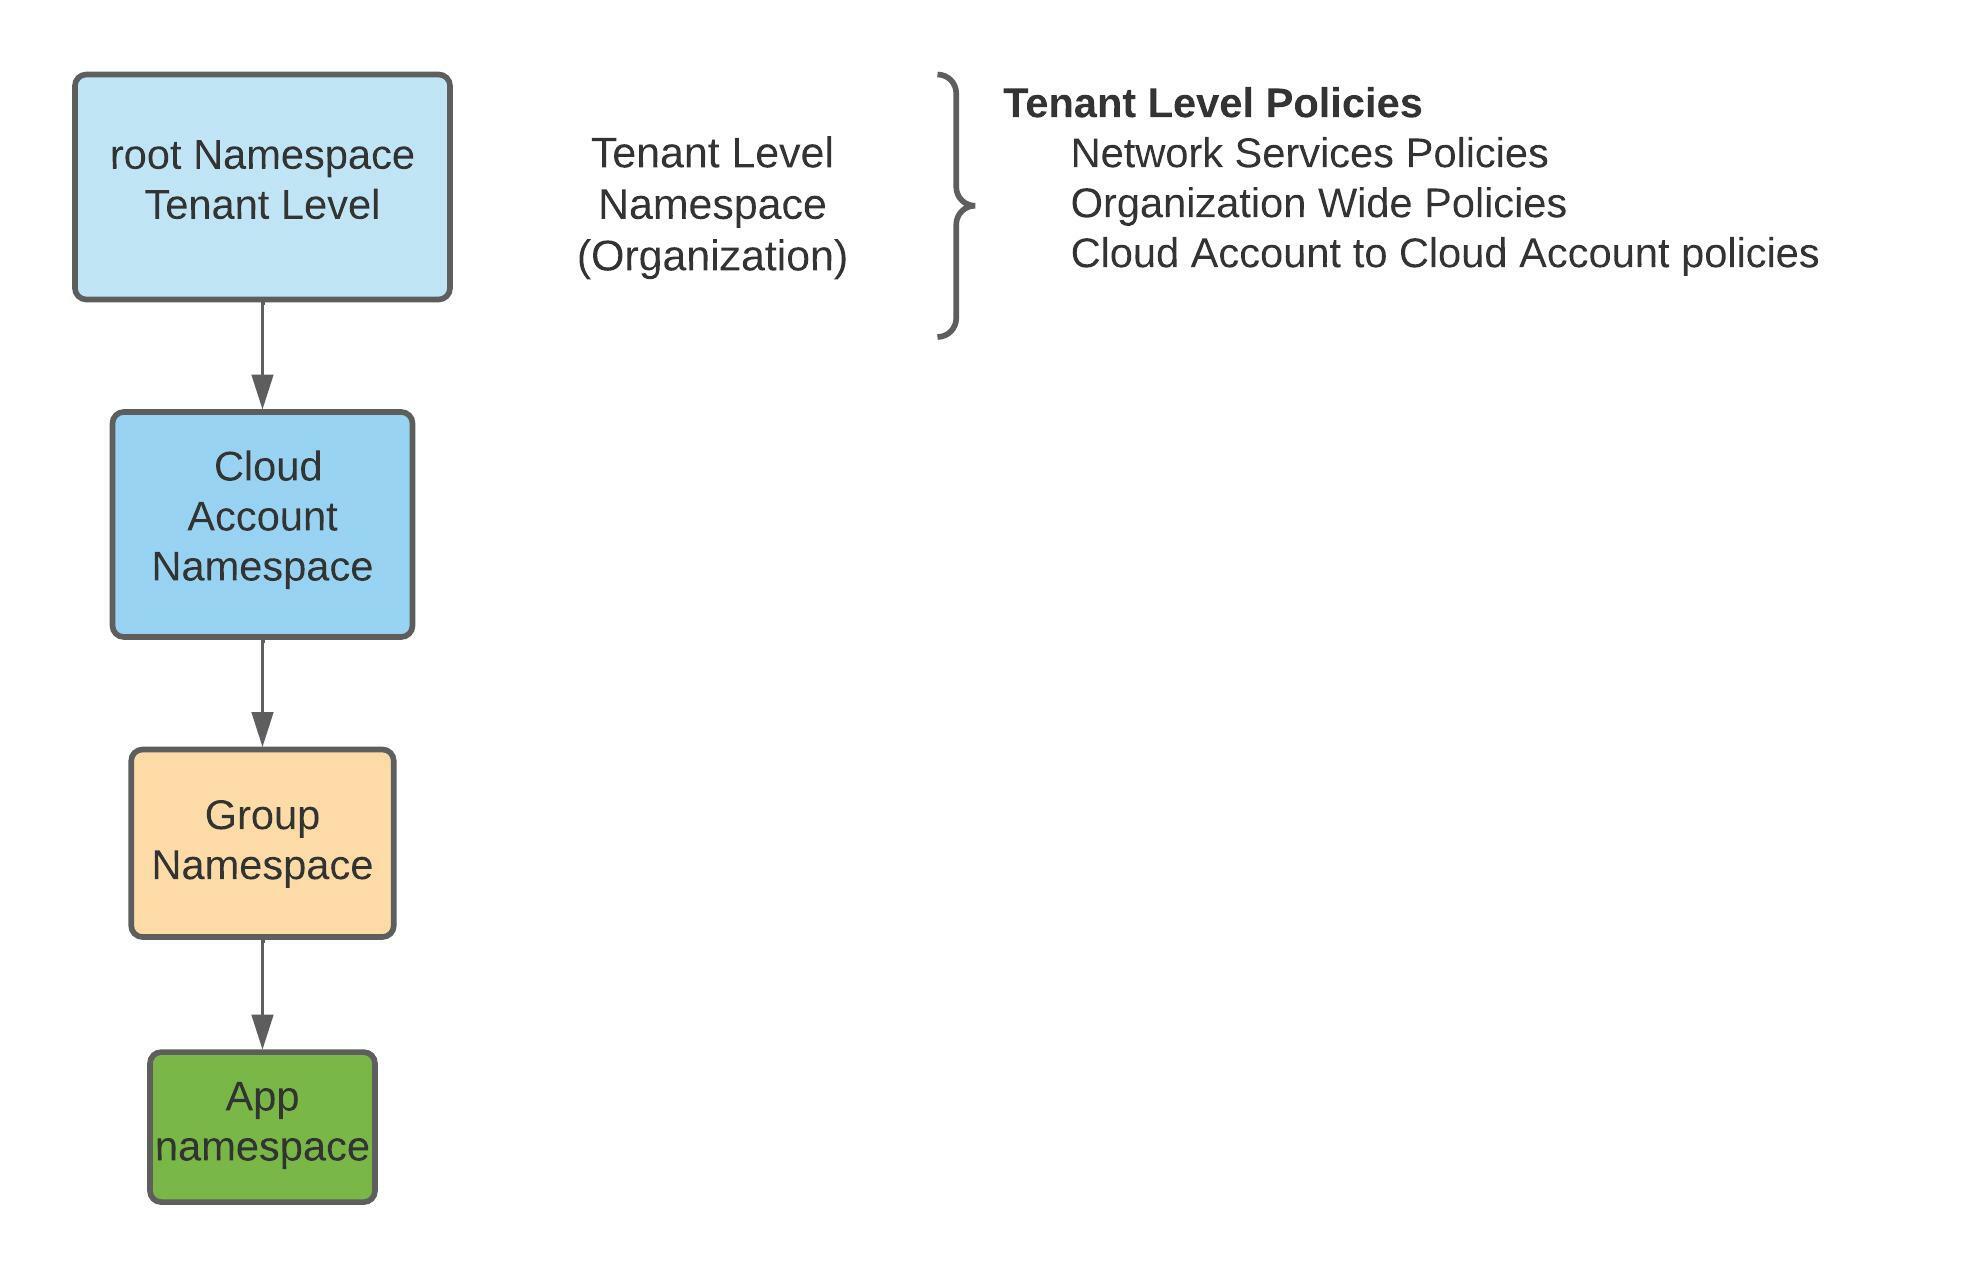 root Namespace
Tenant Level
Tenant Level
Namespace
(Organization)
Tenant Level Policies
Network Services Policies
Organization Wide Policies
Cloud Account to Cloud Account policies
Cloud
Account
Namespace
Group
Namespace
App
namespace